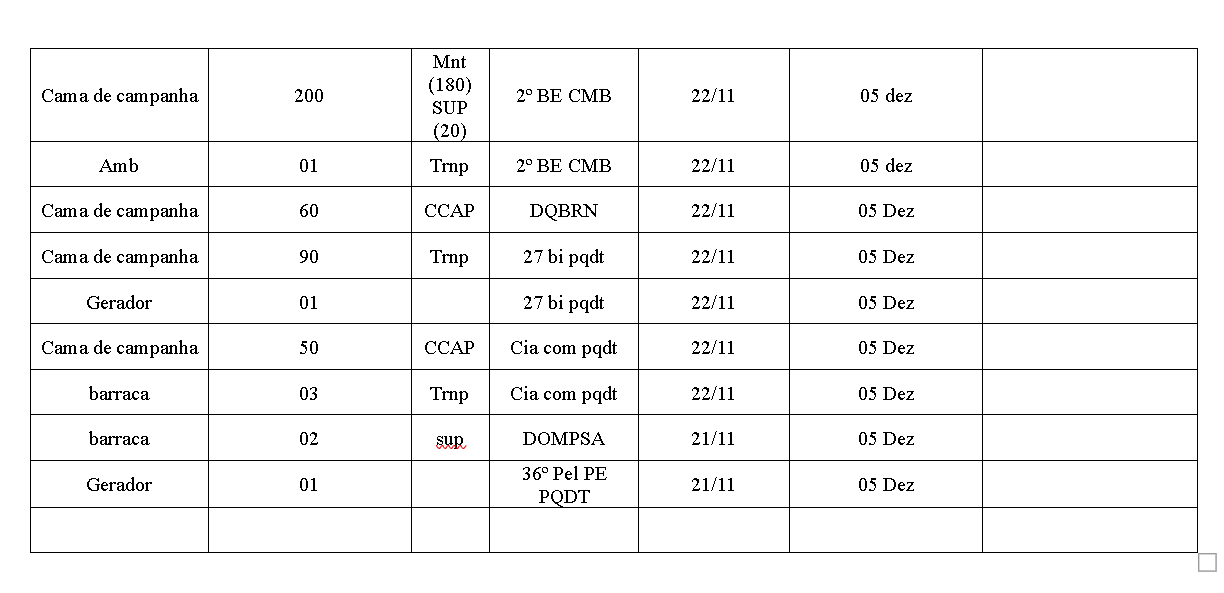 Cama de campanha 200 Mnt (180) SUP (20) 2º BE CMB 22/11 05 dez
Amb 01 Trnp 2º BE CMB 22/11 05 dez
Cama de campanha 60 CCAP DQBRN 22/11 05 Dez
Cama de campanha 90 Trnp 27 bi pqdt 22/11 05 Dez
Gerador 01 27 bi pqdt 22/11 05 Dez
Cama de campanha 50 CCAP Cia com pqdt 22/11 05 Dez
barraca 03 Trnp Cia com pqdt 22/11 05 Dez
barraca 02 sup DOMPSA 21/11 05 Dez
Gerador 01 36º Pel PE PQDT 21/11 05 Dez